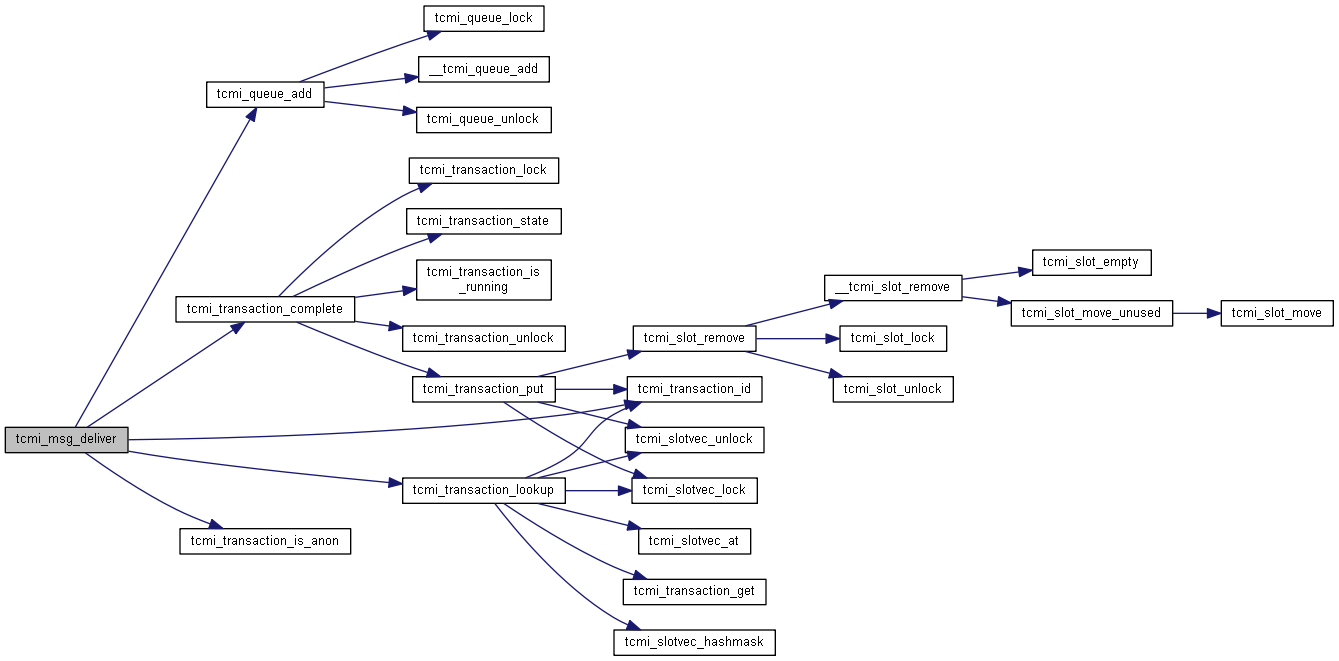 tcmi_queue_lock
__tcmi_queue_add
tcmi_queue_add
tcmi_queue_unlock
tcmi_transaction_lock
tcmi_transaction_state
tcmi_transaction_is
_running
tcmi_slot_empty
__tcmi_slot_remove
tcmi_transaction_complete
tcmi_slot_move_unused
tcmi_slot_move
tcmi_transaction_unlock
tcmi_slot_remove
tcmi_slot_lock
tcmi_transaction_put
tcmi_transaction_id
tcmi_slot_unlock
tcmi_msg_deliver
tcmi_slotvec_unlock
tcmi_transaction_lookup
tcmi_slotvec_lock
tcmi_transaction_is_anon
tcmi_slotvec_at
tcmi_transaction_get
tcmi_slotvec_hashmask